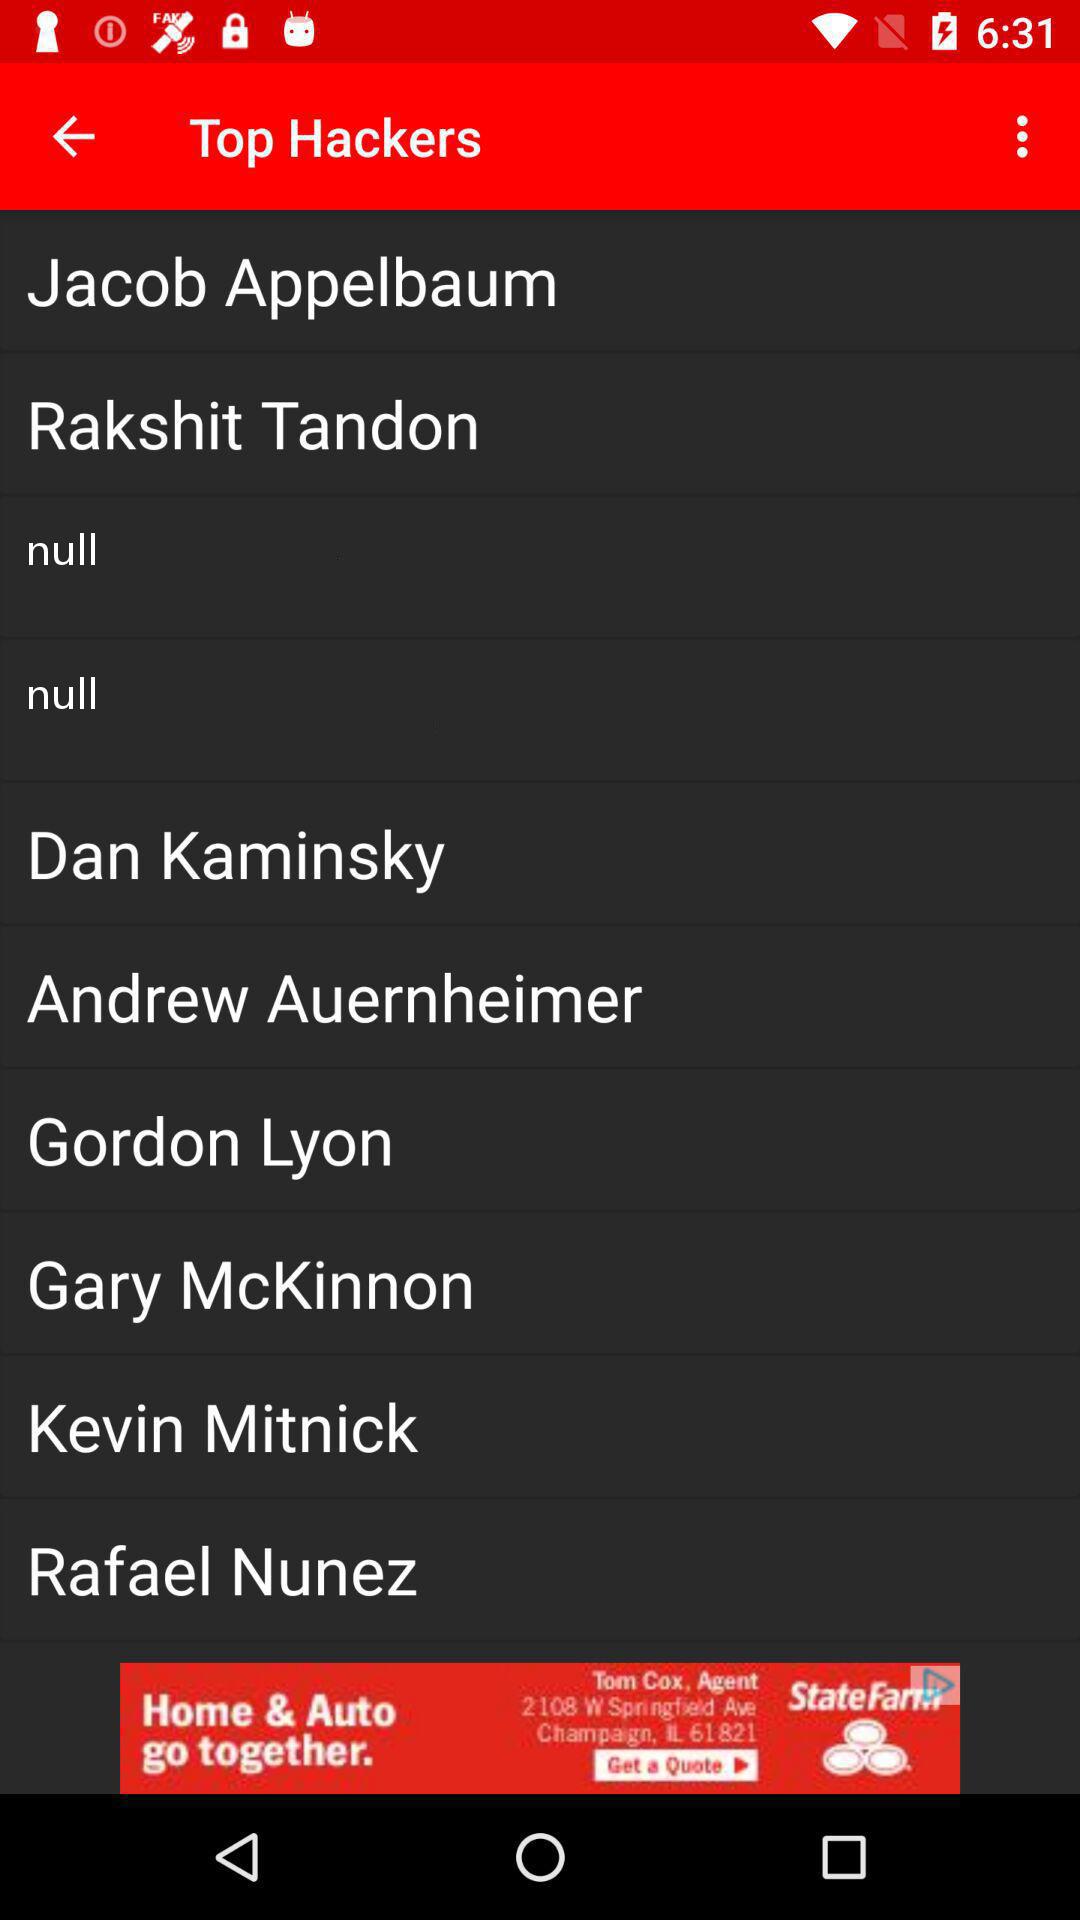 FAKE
6:31
Top Hackers
Jacob Appelbaum
Rakshit Tandon
null
null
Dan Kaminsky
Andrew Auernheimer
Gordon Lyon
Gary McKinnon
Kevin Mitnick
Rafael Nunez
Home & Auto
go together.
Tom Cox, Agent
2108 W Springfield Ave
Champaign, IL 61821
Get a Quote
StateFarm